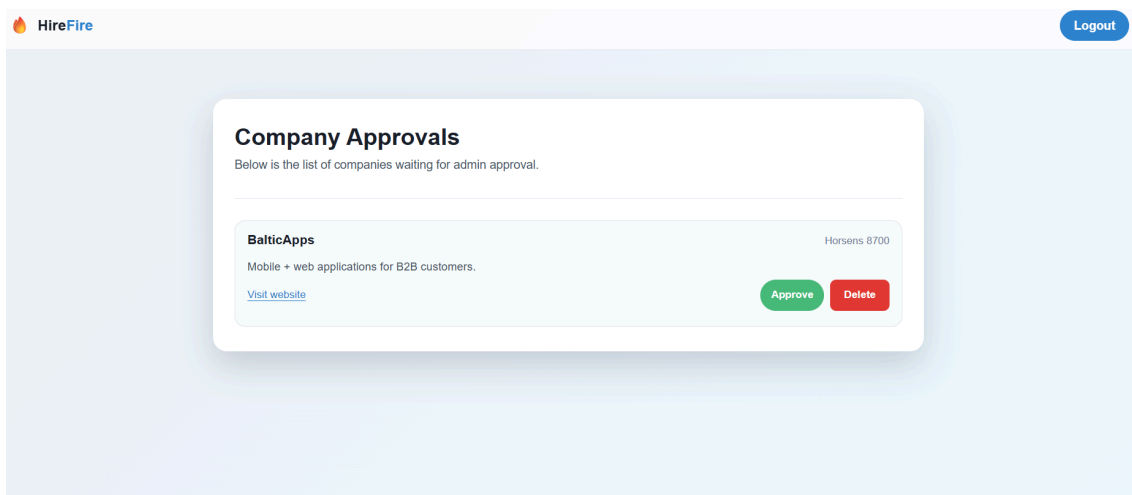 HireFire
Logout
Company Approvals
Below is the list of companies waiting for admin approval.
BalticApps
Horsens 8700
Mobile + web applications for B2B customers.
Visit website
Approve
Delete